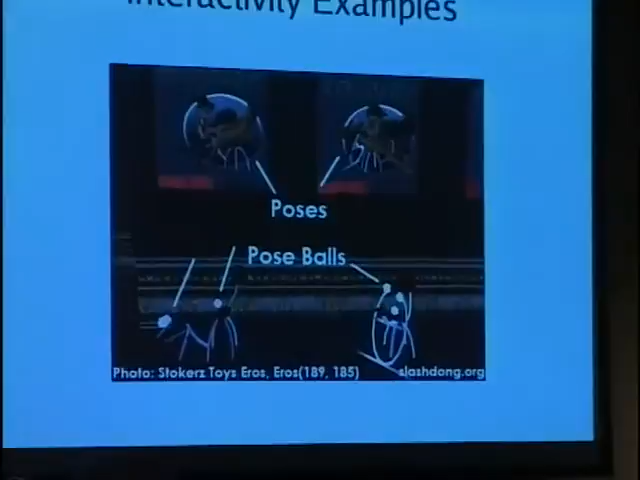 Interactivity Examples
Poses
Pose Balls
Photo: Stokerz Toys Eros, Eros(189, 185)
slashdong.org